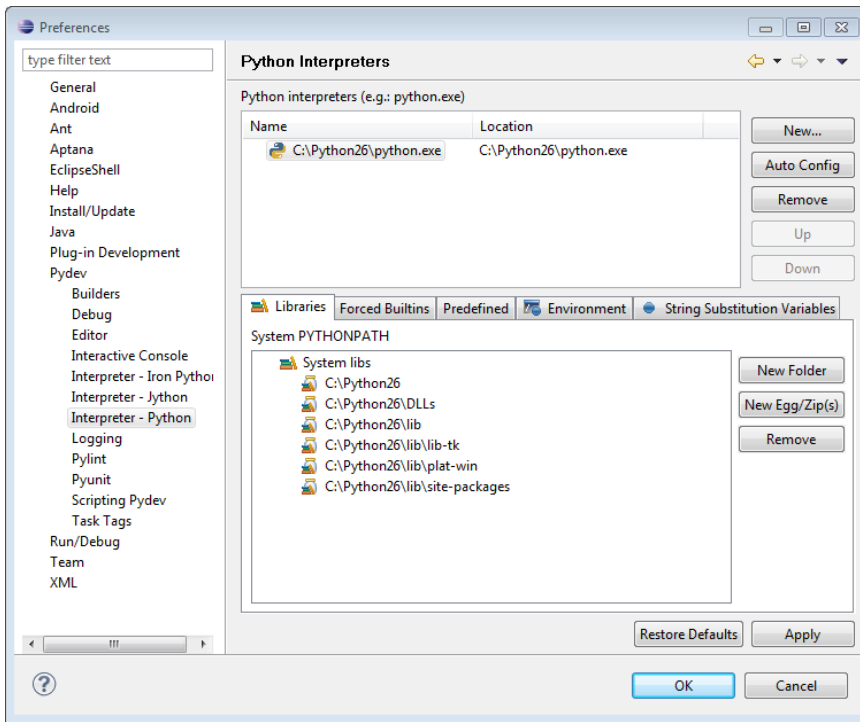 Preferences
type filter text
General
Android
Ant
Aptana
EclipseShell
Help
Install/Update
Java
Plug-in Development
Pydev
Builders
Debug
Editor
Interactive Console
Interpreter - Iron Python
Interpreter - Jython
Interpreter - Python
Logging
Pylint
Pyunit
Scripting Pydev
Task Tags
Run/Debug
Team
XML
Python Interpreters
Python interpreters (e.g.: python.exe)
Name Location
C:\Python26\python.exe C:\Python26\python.exe
New...
Auto Config
Remove
Up
Down
Libraries Forced Builtins Predefined Environment String Substitution Variables
System PYTHONPATH
System libs
C:\Python26
C:\Python26\DLLs
C:\Python26\lib
C:\Python26\lib\lib-tk
C:\Python26\lib\plat-win
C:\Python26\lib\site-packages
New Folder
New Egg/Zip(s)
Remove
Restore Defaults Apply
OK Cancel